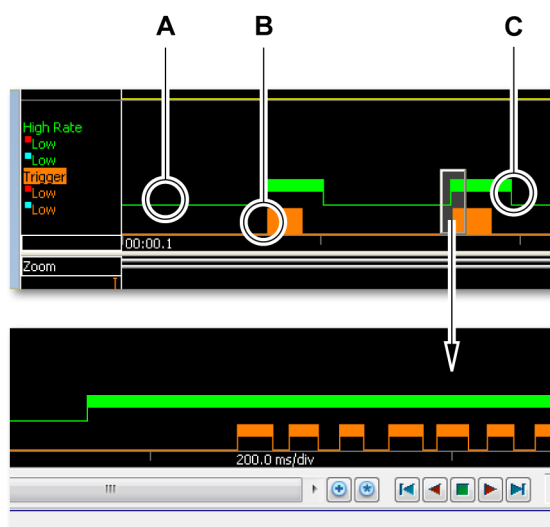 A B C
High Rate
Low
Low
Trigger
Low
Low
00:00.1
Zoom
T
200.0 ms/div